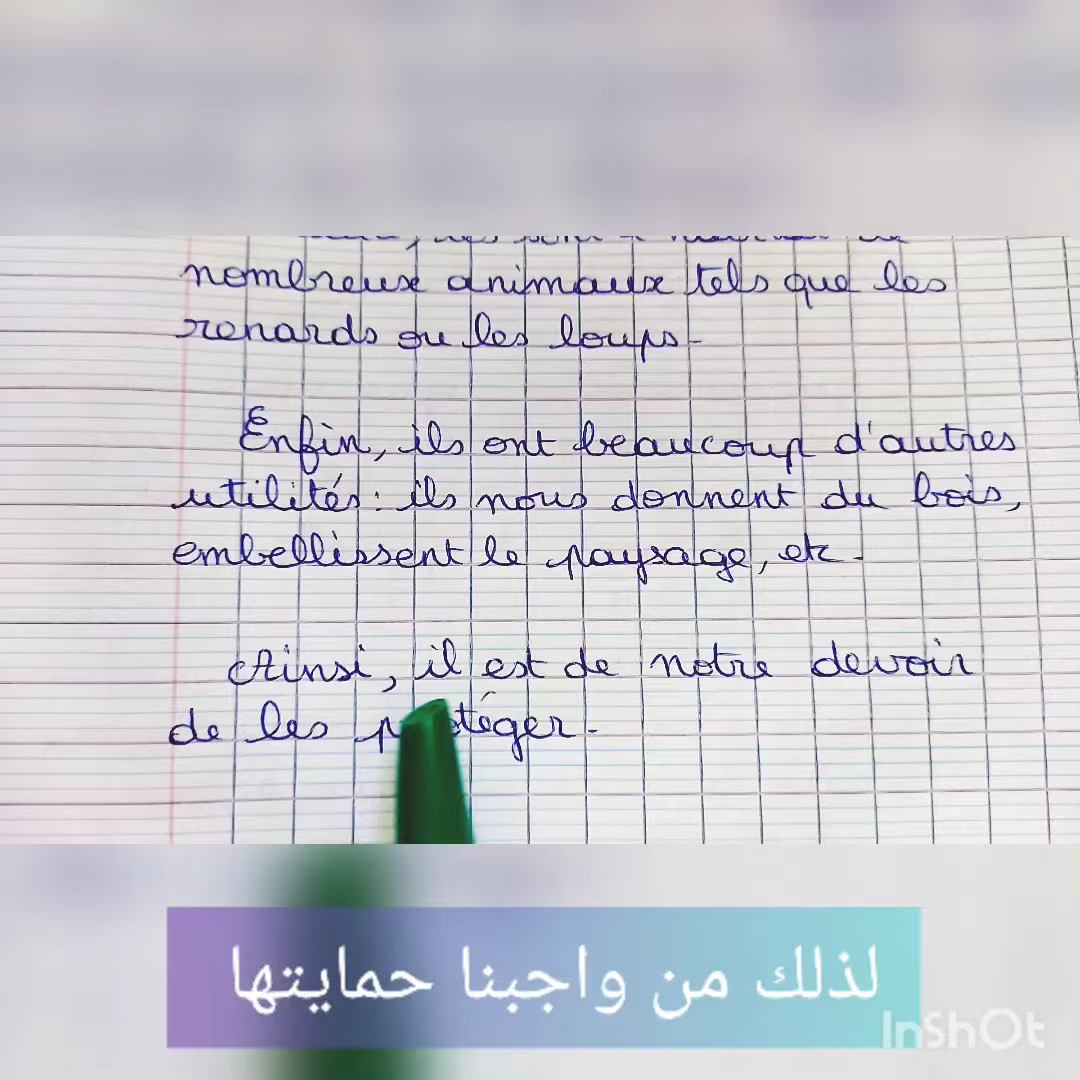 nombreux animaux tels que les
renards ou les loups.
Enfin, ils ont beaucoup d'autres
utilités: ils nous donnent du bois,
embellissent le paysage, etc.
Ainsi, il est de notre devoir
de les protéger.
لذلك من واجبنا حمايتها
InShOt